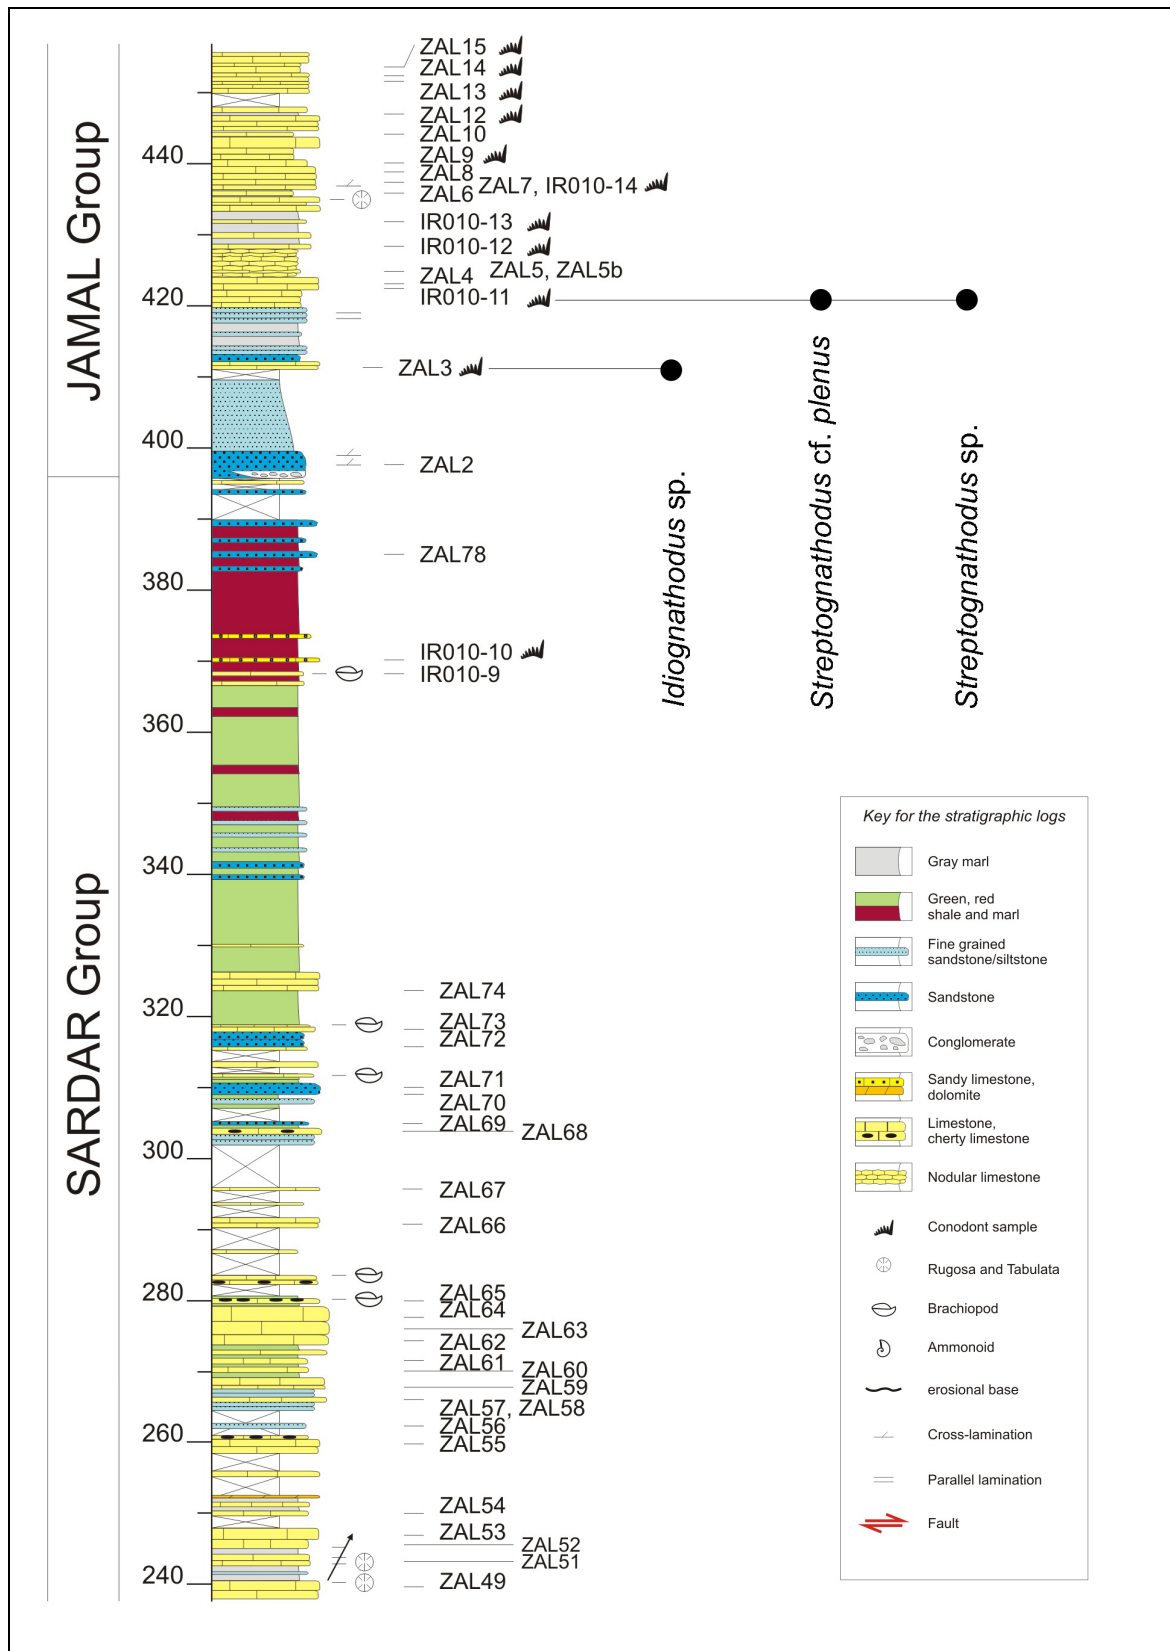 JAMAL Group
SARDAR Group
440
420
400
380
360
340
320
300
280
260
240
ZAL15
ZAL14
ZAL13
ZAL12
ZAL10
ZAL9
ZAL8
ZAL7, IR010-14
ZAL6
IR010-13
IR010-12
ZAL5, ZAL5b
ZAL4
IR010-11
ZAL3
ZAL2
ZAL78
IR010-10
IR010-9
ZAL74
ZAL73
ZAL72
ZAL71
ZAL70
ZAL69
ZAL68
ZAL67
ZAL66
ZAL65
ZAL64
ZAL63
ZAL62
ZAL61
ZAL60
ZAL59
ZAL57, ZAL58
ZAL56
ZAL55
ZAL54
ZAL53
ZAL52
ZAL51
ZAL49
Idiognathodus sp.
Streptognathodus cf. plenus
Streptognathodus sp.
Key for the stratigraphic logs
Gray marl
Green, red
shale and marl
Fine grained
sandstone/siltstone
Sandstone
Conglomerate
Sandy limestone,
dolomite
Limestone,
cherty limestone
Nodular limestone
Conodont sample
Rugosa and Tabulata
Brachiopod
Ammonoid
erosional base
Cross-lamination
Parallel lamination
Fault